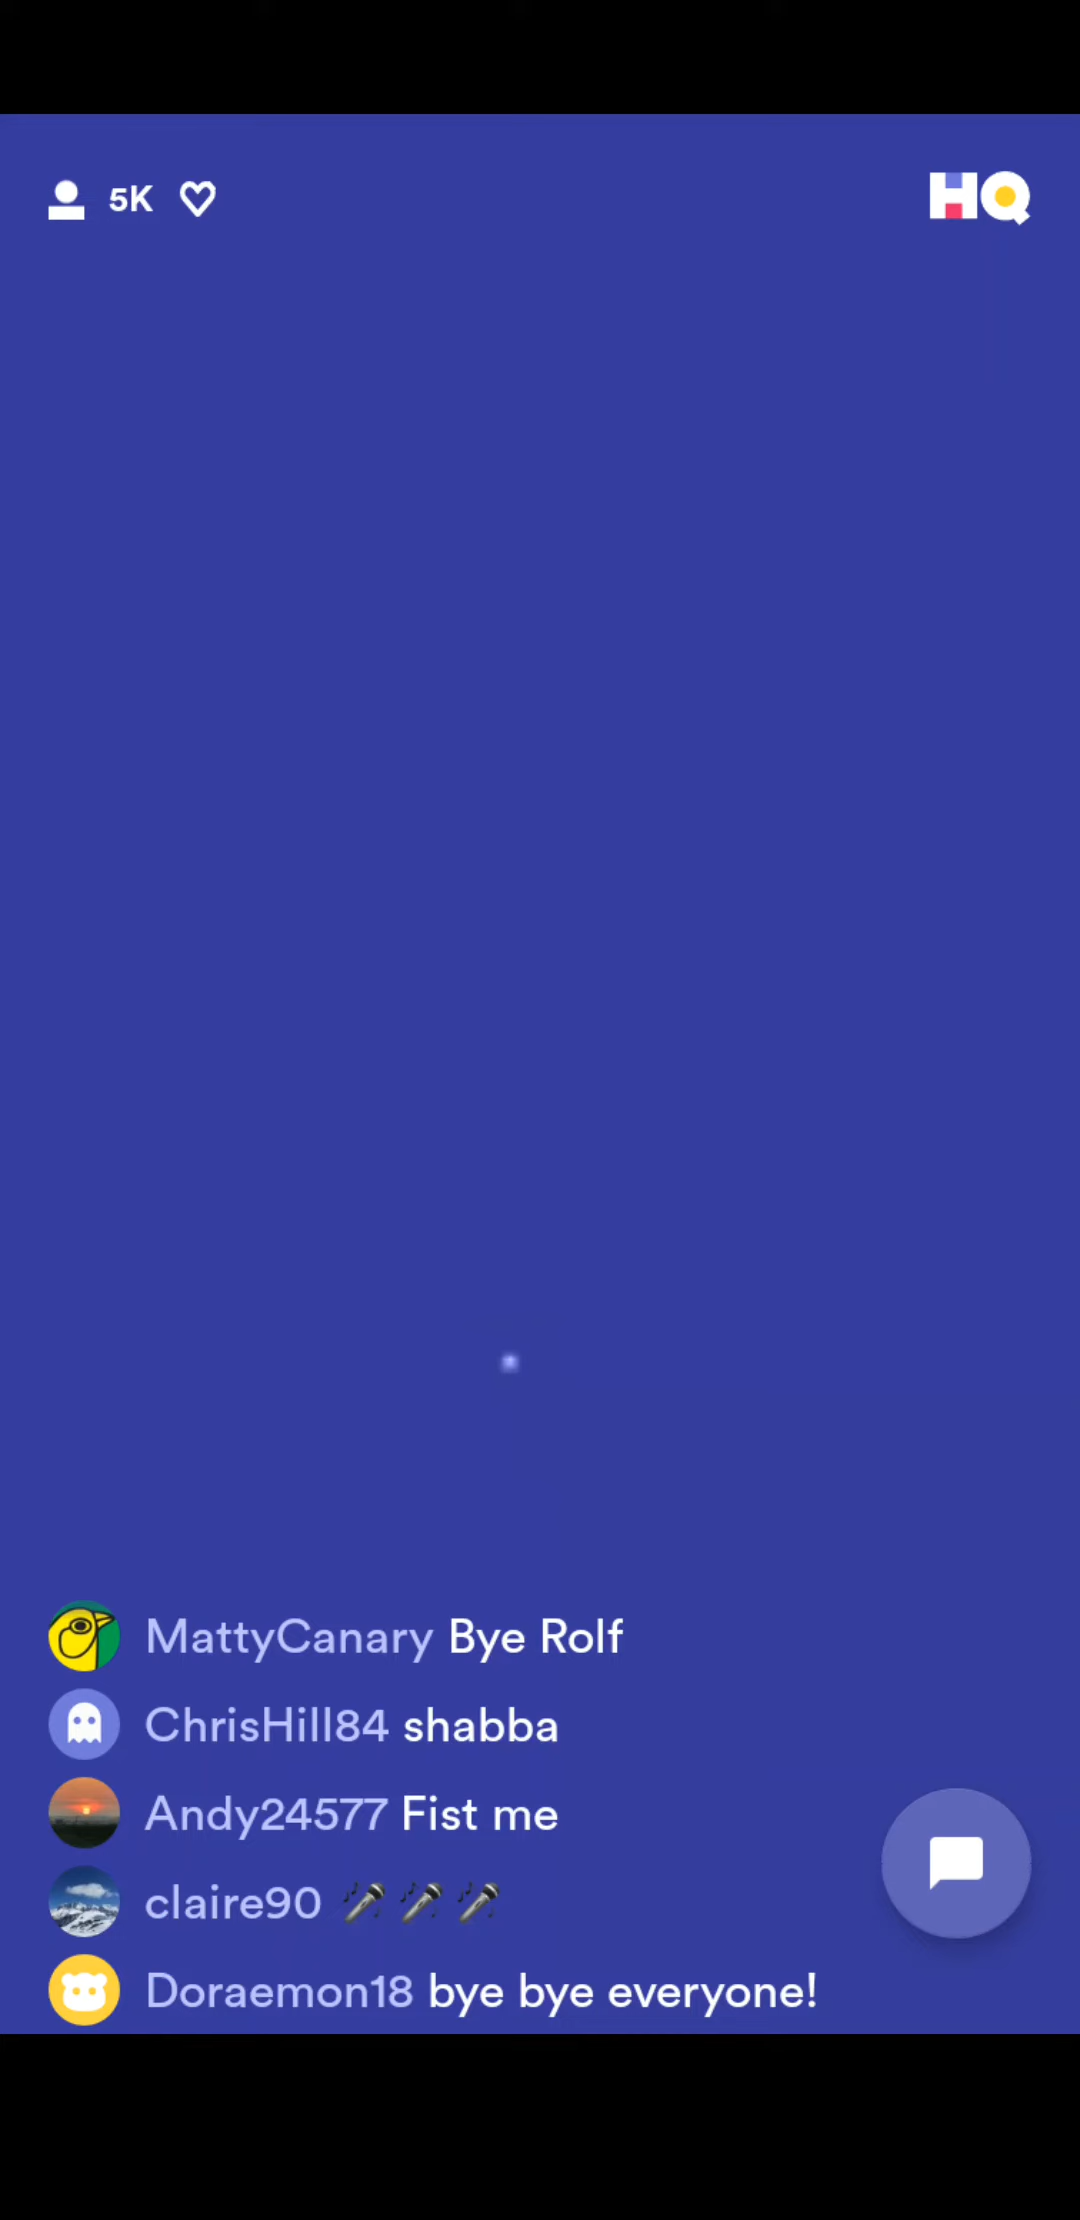 5K
HQ
MattyCanary Bye Rolf
ChrisHill84 shabba
Andy24577 Fist me
claire90 🎤🎤🎤
Doraemon18 bye bye everyone!